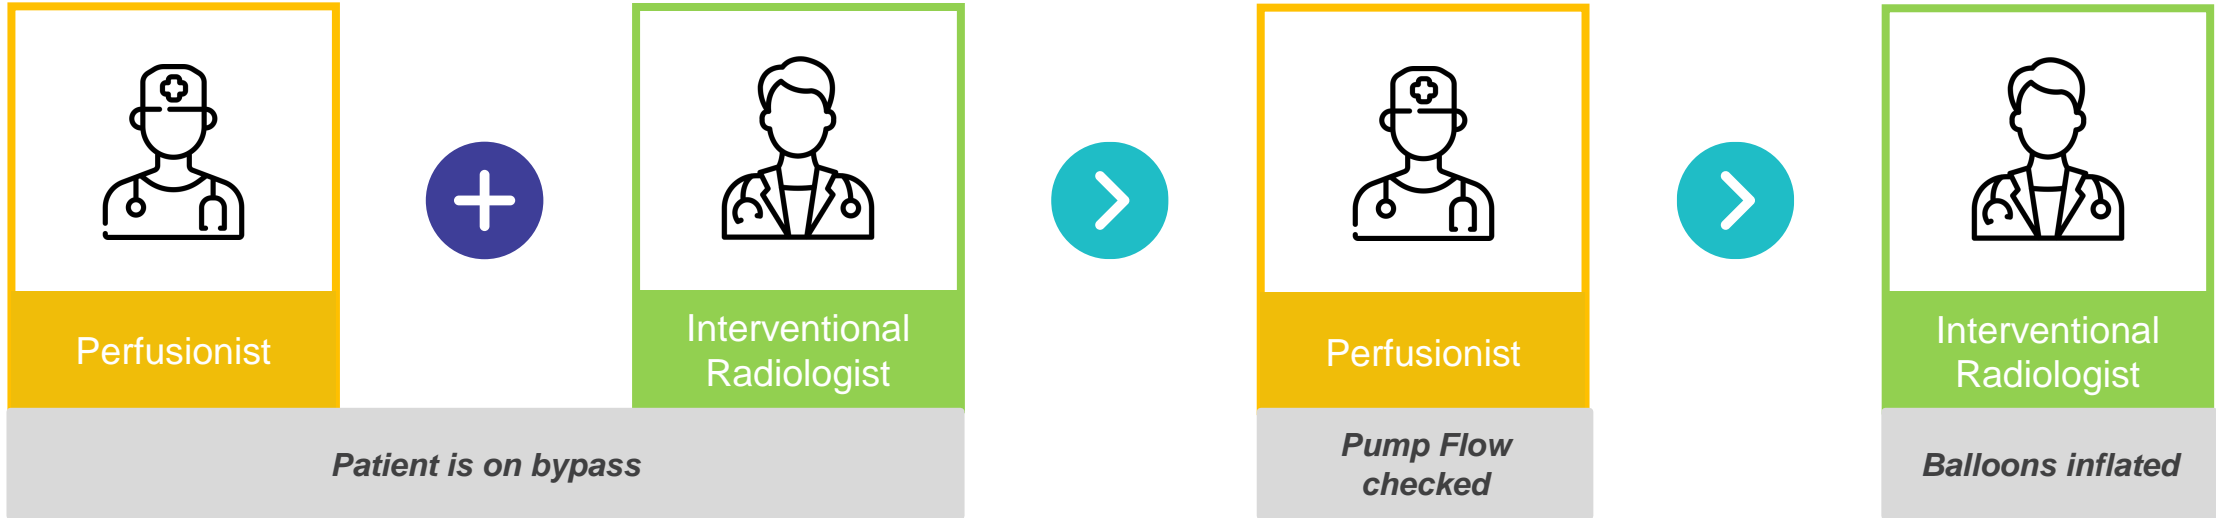 Perfusionist
Interventional
Radiologist
Patient is on bypass
Perfusionist
Pump Flow
checked
Interventional
Radiologist
Balloons inflated